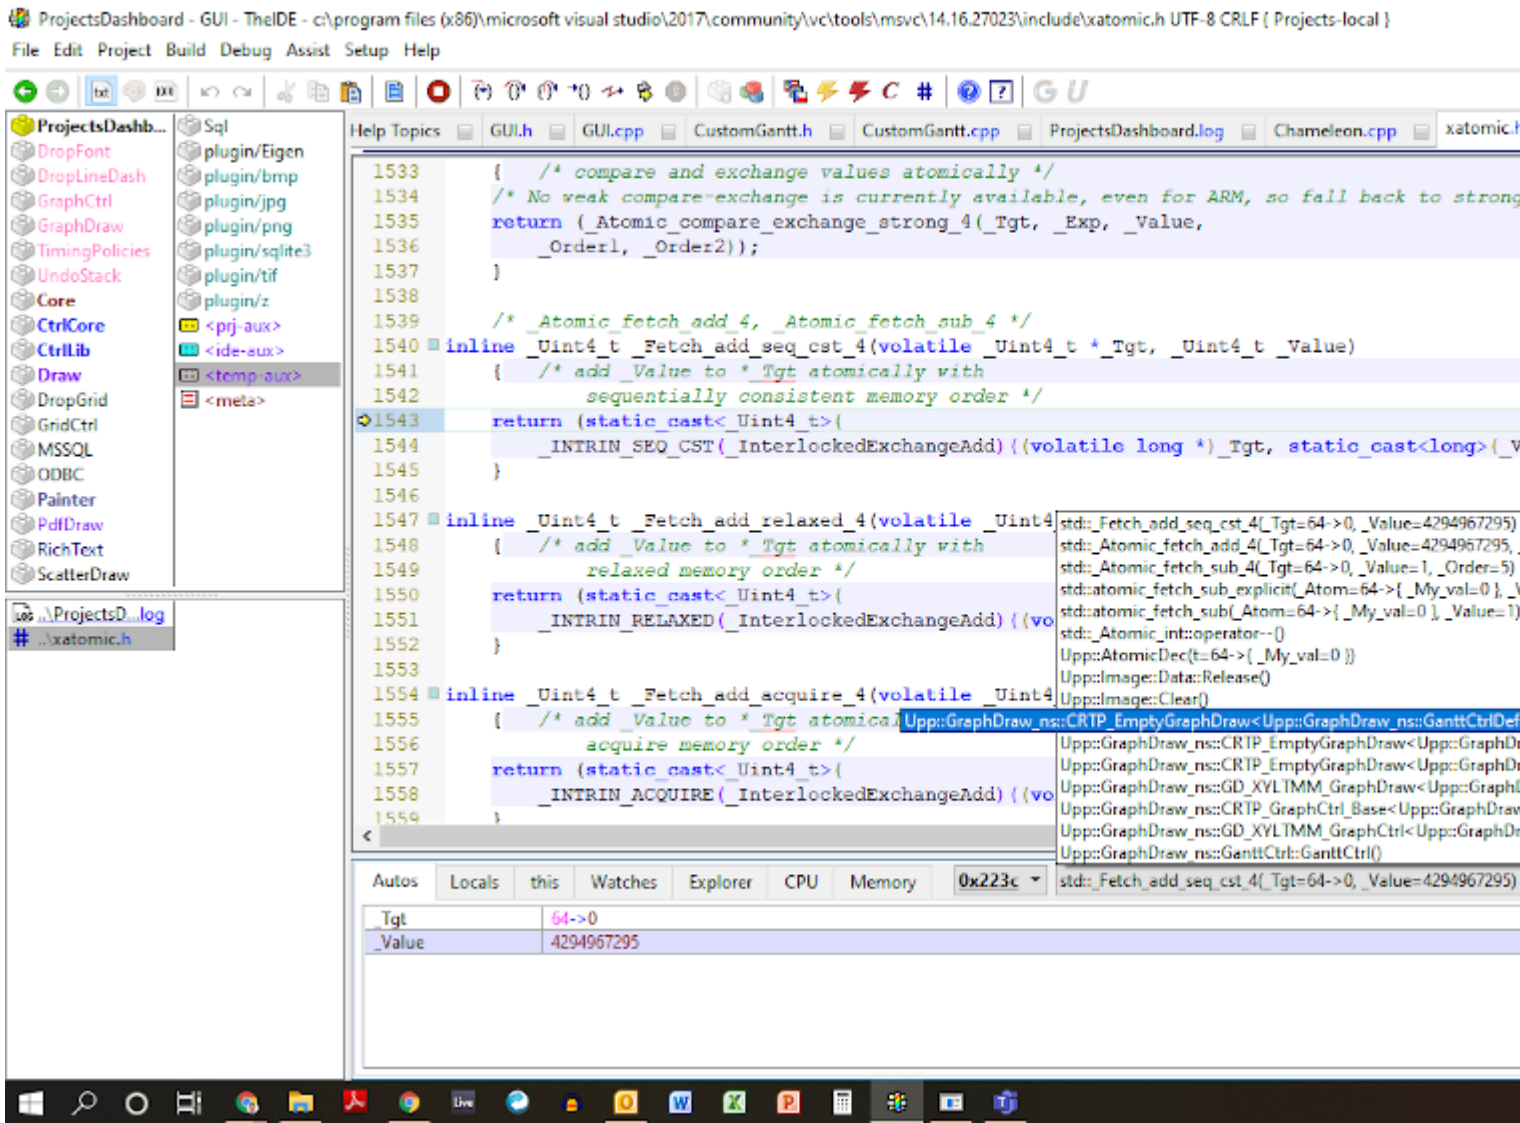 ProjectsDashboard - GUI - TheIDE - c:\program files (x86)\microsoft visual studio\2017\community\vc\tools\msvc\14.16.27023\include\xatomic.h UTF-8 CRLF { Projects-local }
File Edit Project Build Debug Assist Setup Help
txt
C # ? G U
ProjectsDashb...
DropFont
DropLineDash
GraphCtrl
GraphDraw
TimingPolicies
UndoStack
Core
CtrlCore
CtrlLib
Draw
DropGrid
GridCtrl
MSSQL
ODBC
Painter
PdfDraw
RichText
ScatterDraw
Sql
plugin/Eigen
plugin/bmp
plugin/jpg
plugin/png
plugin/sqlite3
plugin/tif
plugin/z
<prj-aux>
<ide-aux>
<temp-aux>
<meta>
LOG ..\ProjectsD...log
# ..\xatomic.h
Help Topics GUI.h GUI.cpp CustomGantt.h CustomGantt.cpp ProjectsDashboard.log Chameleon.cpp xatomic.h
1533 { /* compare and exchange values atomically */
1534 /* No weak compare-exchange is currently available, even for ARM, so fall back to strong
1535 return (_Atomic_compare_exchange_strong_4(_Tgt, _Exp, _Value,
1536 _Order1, _Order2));
1537 }
1538
1539 /* _Atomic_fetch_add_4, _Atomic_fetch_sub_4 */
1540 inline _Uint4_t _Fetch_add_seq_cst_4(volatile _Uint4_t *_Tgt, _Uint4_t _Value)
1541 { /* add _Value to *_Tgt atomically with
1542 sequentially consistent memory order */
1543 return (static_cast<_Uint4_t>(
1544 _INTRIN_SEQ_CST(_InterlockedExchangeAdd)((volatile long *)_Tgt, static_cast<long>(_V
1545 }
1546
1547 inline _Uint4_t _Fetch_add_relaxed_4(volatile _Uint4
1548 { /* add _Value to *_Tgt atomically with
1549 relaxed memory order */
1550 return (static_cast<_Uint4_t>(
1551 _INTRIN_RELAXED(_InterlockedExchangeAdd)((vo
1552 }
1553
1554 inline _Uint4_t _Fetch_add_acquire_4(volatile _Uint4
1555 { /* add _Value to *_Tgt atomical
1556 acquire memory order */
1557 return (static_cast<_Uint4_t>(
1558 _INTRIN_ACQUIRE(_InterlockedExchangeAdd)((vo
1559 }
std::_Fetch_add_seq_cst_4(_Tgt=64->0, _Value=4294967295)
std::_Atomic_fetch_add_4(_Tgt=64->0, _Value=4294967295, _
std::_Atomic_fetch_sub_4(_Tgt=64->0, _Value=1, _Order=5)
std::atomic_fetch_sub_explicit(_Atom=64->{ _My_val=0 }, _V
std::atomic_fetch_sub(_Atom=64->{ _My_val=0 }, _Value=1)
std::_Atomic_int::operator--()
Upp::AtomicDec(t=64->{ _My_val=0 })
Upp::Image::Data::Release()
Upp::Image::Clear()
Upp::GraphDraw_ns::CRTP_EmptyGraphDraw<Upp::GraphDraw_ns::GanttCtrlDef
Upp::GraphDraw_ns::CRTP_EmptyGraphDraw<Upp::GraphDr
Upp::GraphDraw_ns::CRTP_EmptyGraphDraw<Upp::GraphDr
Upp::GraphDraw_ns::GD_XYLTMM_GraphDraw<Upp::GraphD
Upp::GraphDraw_ns::CRTP_GraphCtrl_Base<Upp::GraphDraw
Upp::GraphDraw_ns::GD_XYLTMM_GraphCtrl<Upp::GraphDr
Upp::GraphDraw_ns::GanttCtrl::GanttCtrl()
Autos Locals this Watches Explorer CPU Memory 0x223c std::_Fetch_add_seq_cst_4(_Tgt=64->0, _Value=4294967295)
_Tgt 64->0
_Value 4294967295
Live